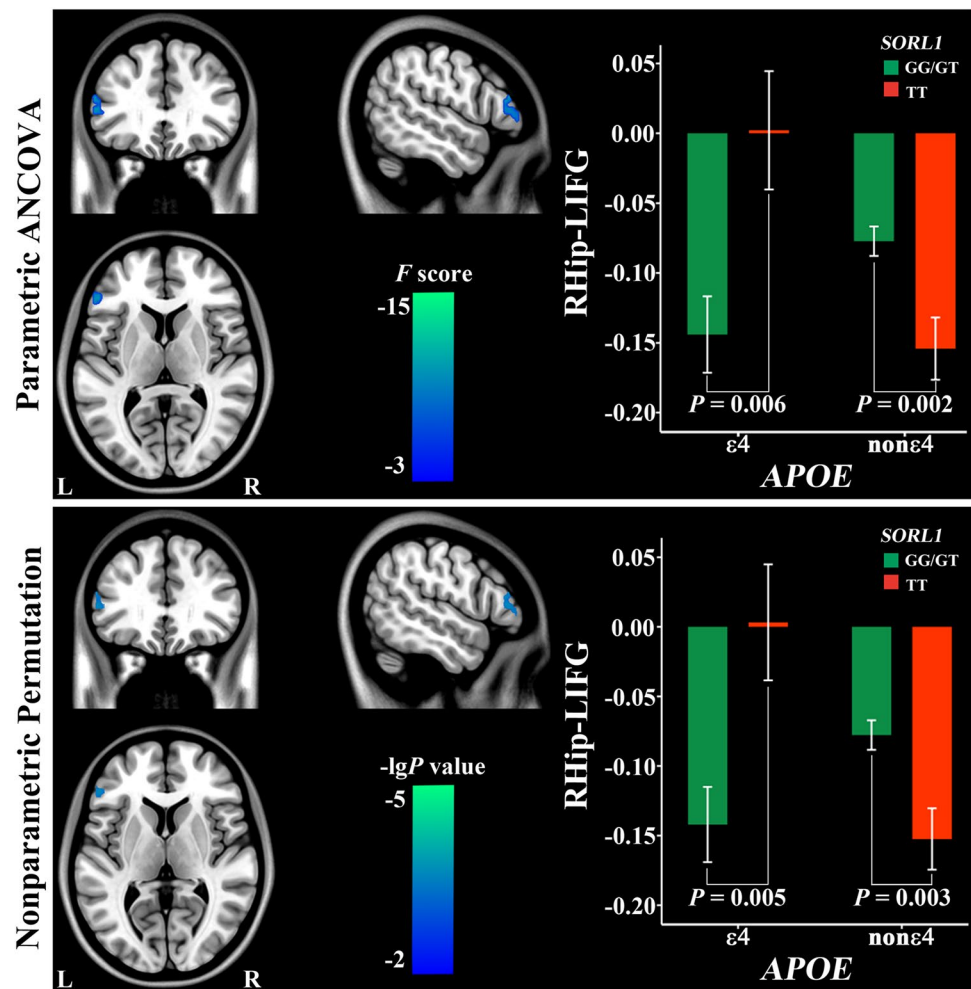 Parametric ANCOVA
L
R
F score
-15
-3
RHip-LIFG
0.05
0.00
-0.05
-0.10
-0.15
-0.20
SORL1
GG/GT
TT
P = 0.006
P = 0.002
ε4
nonε4
APOE
Nonparametric Permutation
L
R
-lgP value
-5
-2
RHip-LIFG
0.05
0.00
-0.05
-0.10
-0.15
-0.20
SORL1
GG/GT
TT
P = 0.005
P = 0.003
ε4
nonε4
APOE